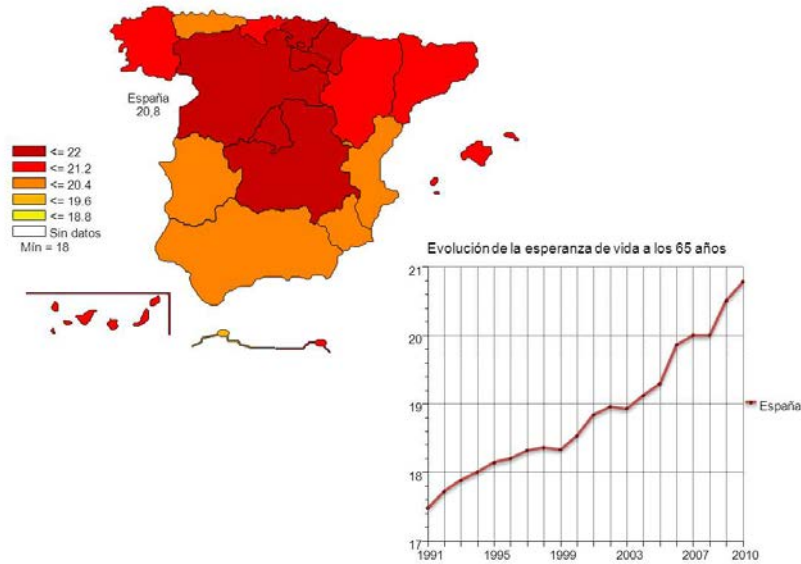 España
20,8
<= 22
<= 21.2
<= 20.4
<= 19.6
<= 18.8
Sin datos
Mín = 18
Evolución de la esperanza de vida a los 65 años
21
20
19
18
17
España
1991 1995 1999 2003 2007 2010